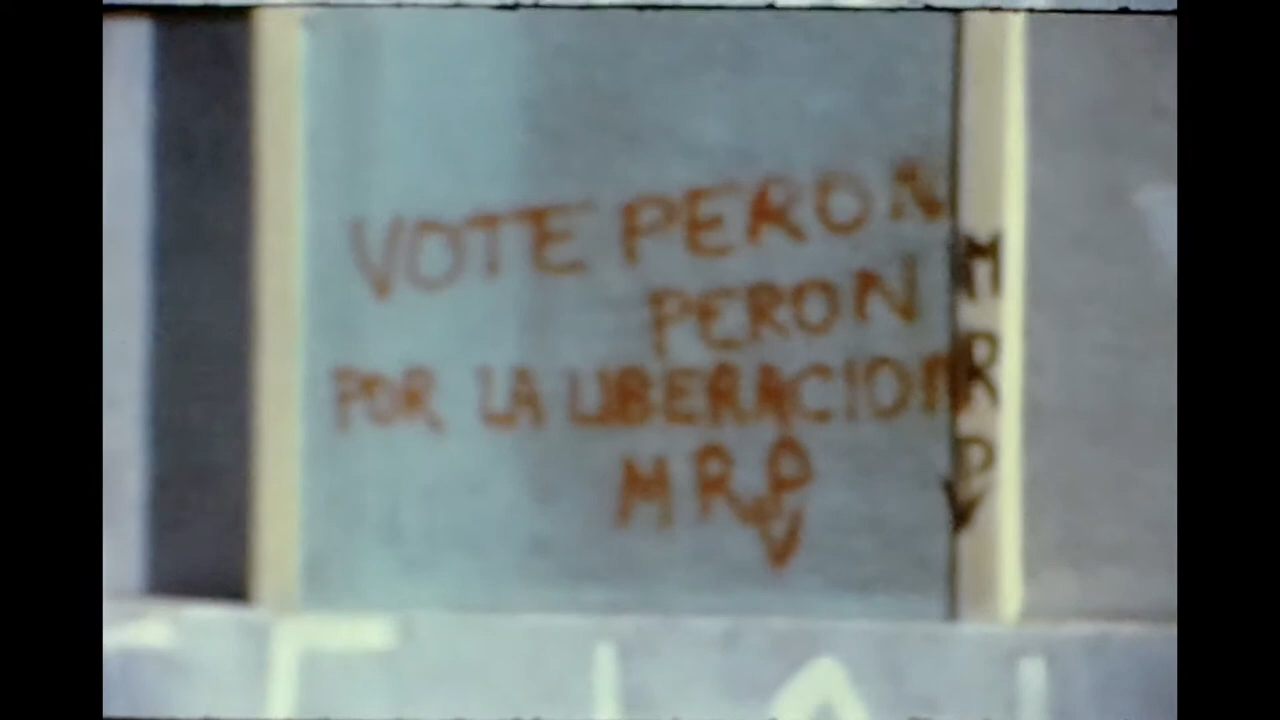 VOTE PERON
PERON
POR LA LIBERACION
MRP
V
MRP
V